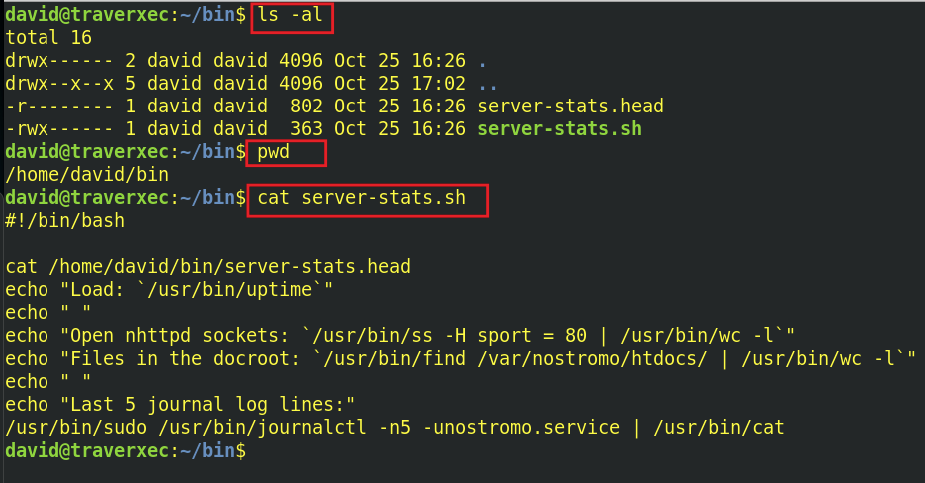 david@traverxec:~/bin$ ls -al
total 16
drwx------ 2 david david 4096 Oct 25 16:26 .
drwx--x--x 5 david david 4096 Oct 25 17:02 ..
-r-------- 1 david david  802 Oct 25 16:26 server-stats.head
-rwx------ 1 david david  363 Oct 25 16:26 server-stats.sh
david@traverxec:~/bin$ pwd
/home/david/bin
david@traverxec:~/bin$ cat server-stats.sh
#!/bin/bash

cat /home/david/bin/server-stats.head
echo "Load: `/usr/bin/uptime`"
echo " "
echo "Open nhttpd sockets: `/usr/bin/ss -H sport = 80 | /usr/bin/wc -l`"
echo "Files in the docroot: `/usr/bin/find /var/nostromo/htdocs/ | /usr/bin/wc -l`"
echo " "
echo "Last 5 journal log lines:"
/usr/bin/sudo /usr/bin/journalctl -n5 -unostromo.service | /usr/bin/cat
david@traverxec:~/bin$